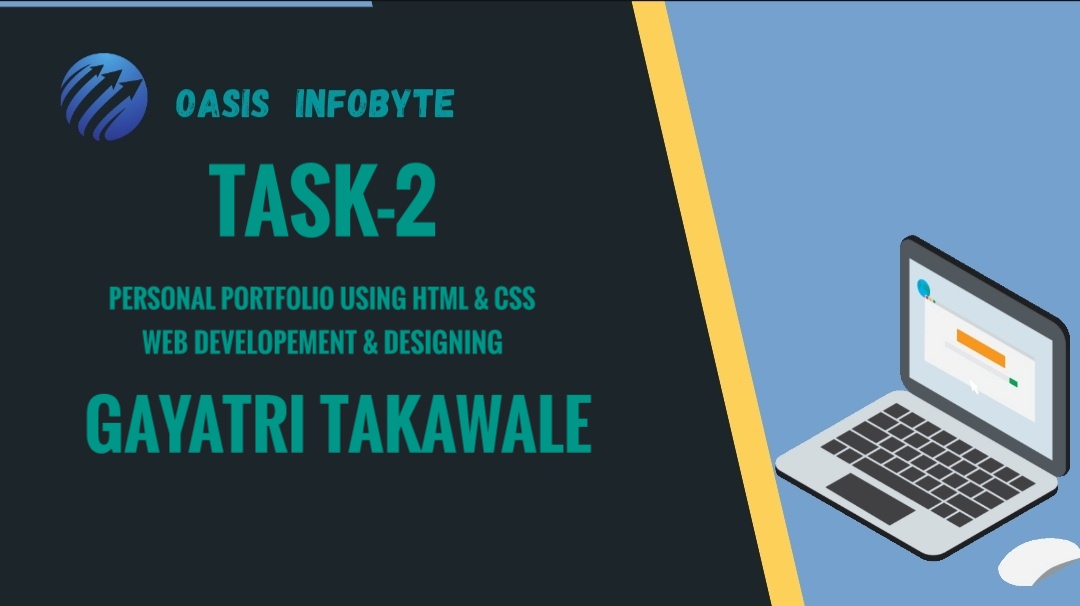 OASIS INFOBYTE
TASK-2
PERSONAL PORTFOLIO USING HTML & CSS
WEB DEVELOPEMENT & DESIGNING
GAYATRI TAKAWALE